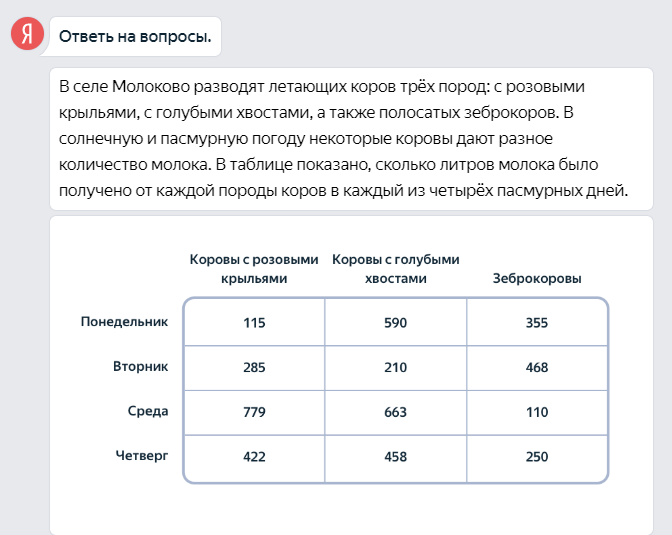 Я
Ответь на вопросы.
В селе Молоково разводят летающих коров трёх пород: с розовыми
крыльями, с голубыми хвостами, а также полосатых зеброкоров. В
солнечную и пасмурную погоду некоторые коровы дают разное
количество молока. В таблице показано, сколько литров молока было
получено от каждой породы коров в каждый из четырёх пасмурных дней.
Коровы с розовыми Коровы с голубыми
крыльями хвостами Зеброкоровы
Понедельник 115 590 355
Вторник 285 210 468
Среда 779 663 110
Четверг 422 458 250